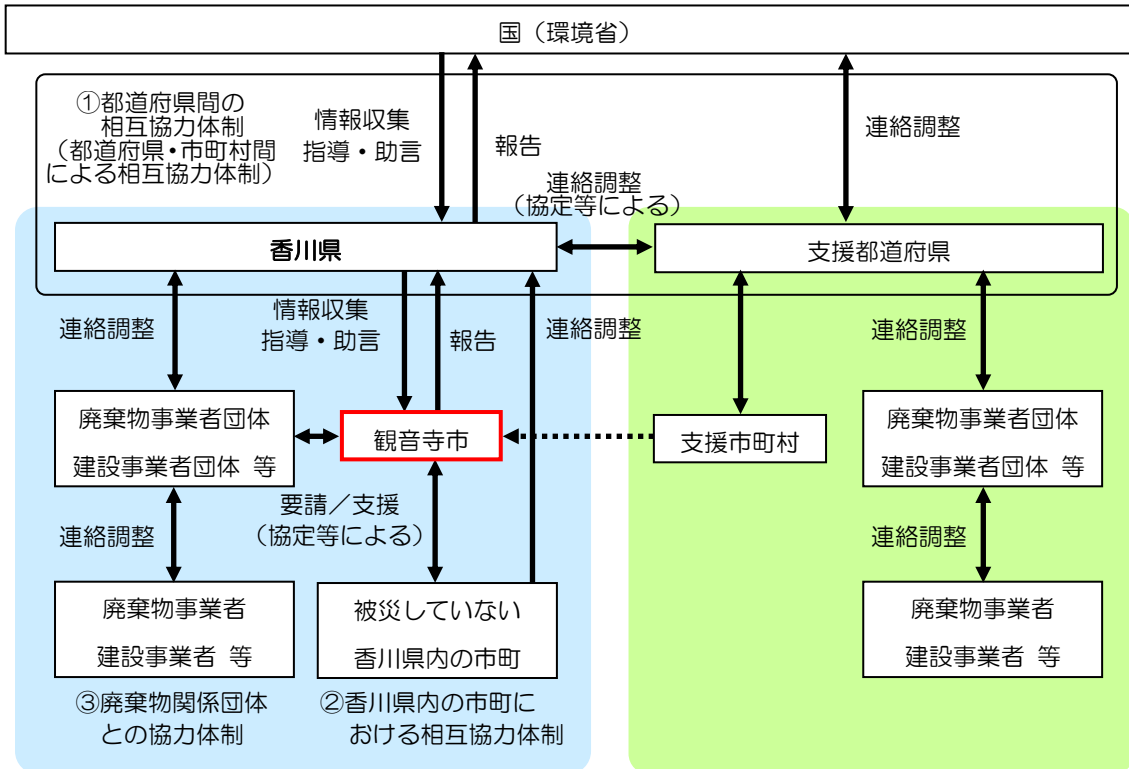 国（環境省）
①都道府県間の
相互協力体制
（都道府県・市町村間
による相互協力体制）
情報収集
指導・助言
報告
連絡調整
連絡調整
（協定等による）
香川県
支援都道府県
連絡調整
情報収集
指導・助言
報告
連絡調整
連絡調整
廃棄物事業者団体
建設事業者団体 等
観音寺市
支援市町村
廃棄物事業者団体
建設事業者団体 等
連絡調整
要請／支援
（協定等による）
連絡調整
廃棄物事業者
建設事業者 等
被災していない
香川県内の市町
廃棄物事業者
建設事業者 等
③廃棄物関係団体
との協力体制
②香川県内の市町に
おける相互協力体制